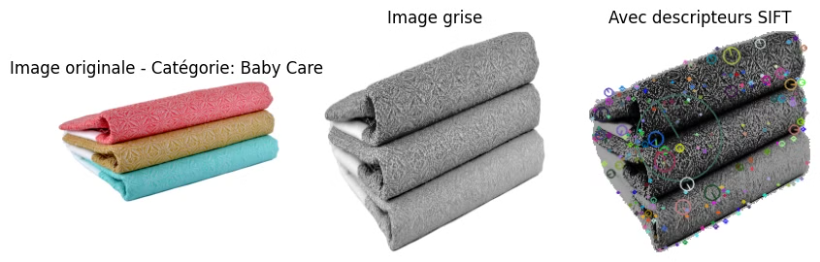 Image originale - Catégorie: Baby Care
Image grise
Avec descripteurs SIFT